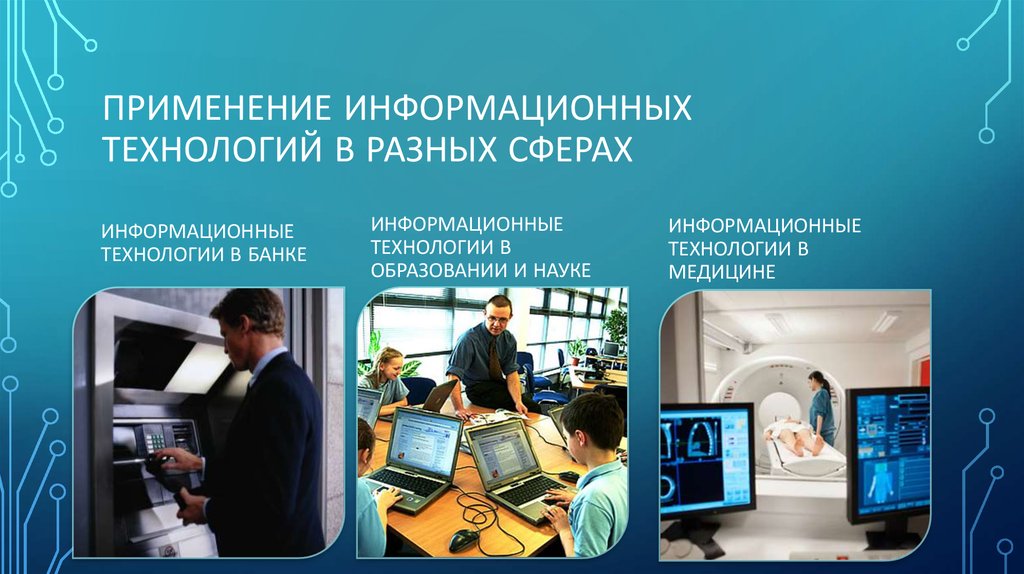 ПРИМЕНЕНИЕ ИНФОРМАЦИОННЫХ
ТЕХНОЛОГИЙ В РАЗНЫХ СФЕРАХ
ИНФОРМАЦИОННЫЕ
ТЕХНОЛОГИИ В БАНКЕ
ИНФОРМАЦИОННЫЕ
ТЕХНОЛОГИИ В
ОБРАЗОВАНИИ И НАУКЕ
ИНФОРМАЦИОННЫЕ
ТЕХНОЛОГИИ В
МЕДИЦИНЕ